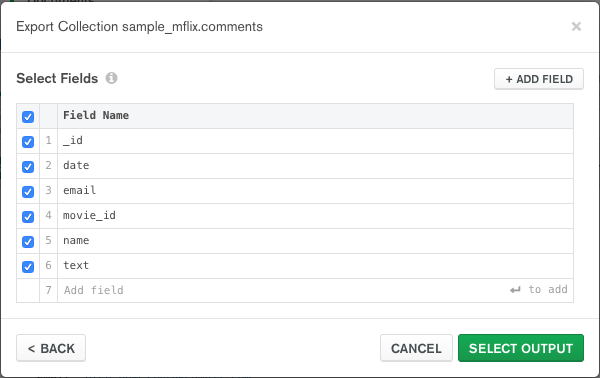 Export Collection sample_mflix.comments ×
Select Fields i + ADD FIELD
Field Name
1 _id
2 date
3 email
4 movie_id
5 name
6 text
7 Add field ↵ to add
< BACK CANCEL SELECT OUTPUT